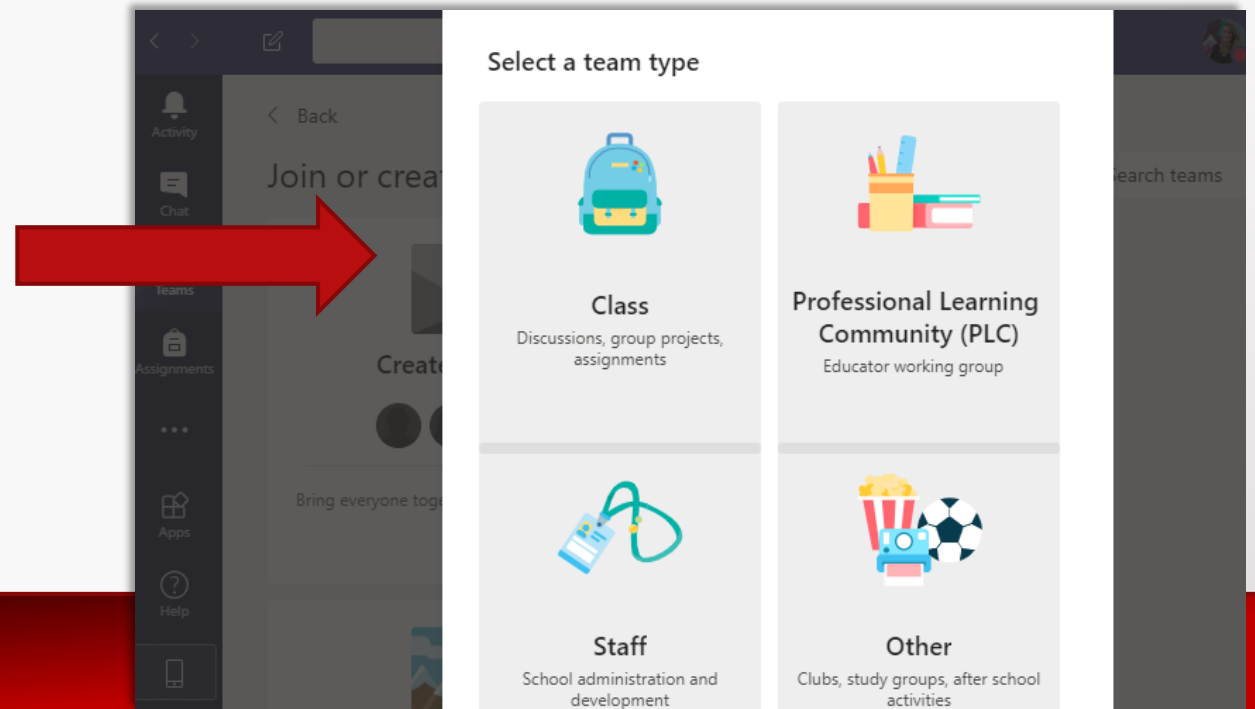 Select a team type
Activity
< Back
Join or crea
Search teams
Chat
Teams
Class
Discussions, group projects,
assignments
Professional Learning
Community (PLC)
Educator working group
Assignments
Create
Bring everyone toge
Apps
Help
Staff
School administration and
development
Other
Clubs, study groups, after school
activities